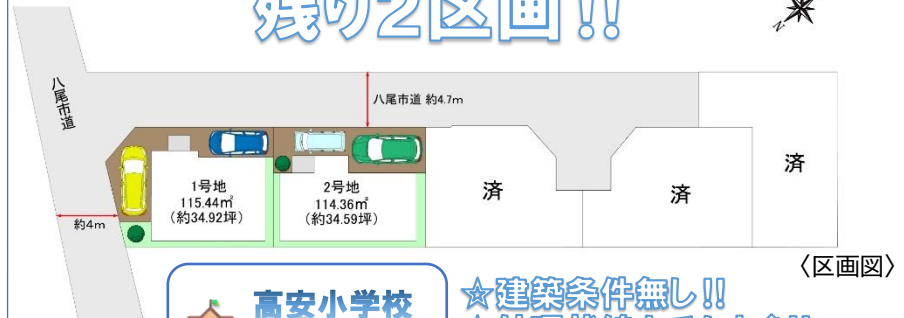 残り2区画!!
N
八尾市道
八尾市道 約4.7m
1号地
115.44㎡
(約34.92坪)
2号地
114.36㎡
(約34.59坪)
済
済
済
約4m
〈区画図〉
高安小学校
☆建築条件無し!!